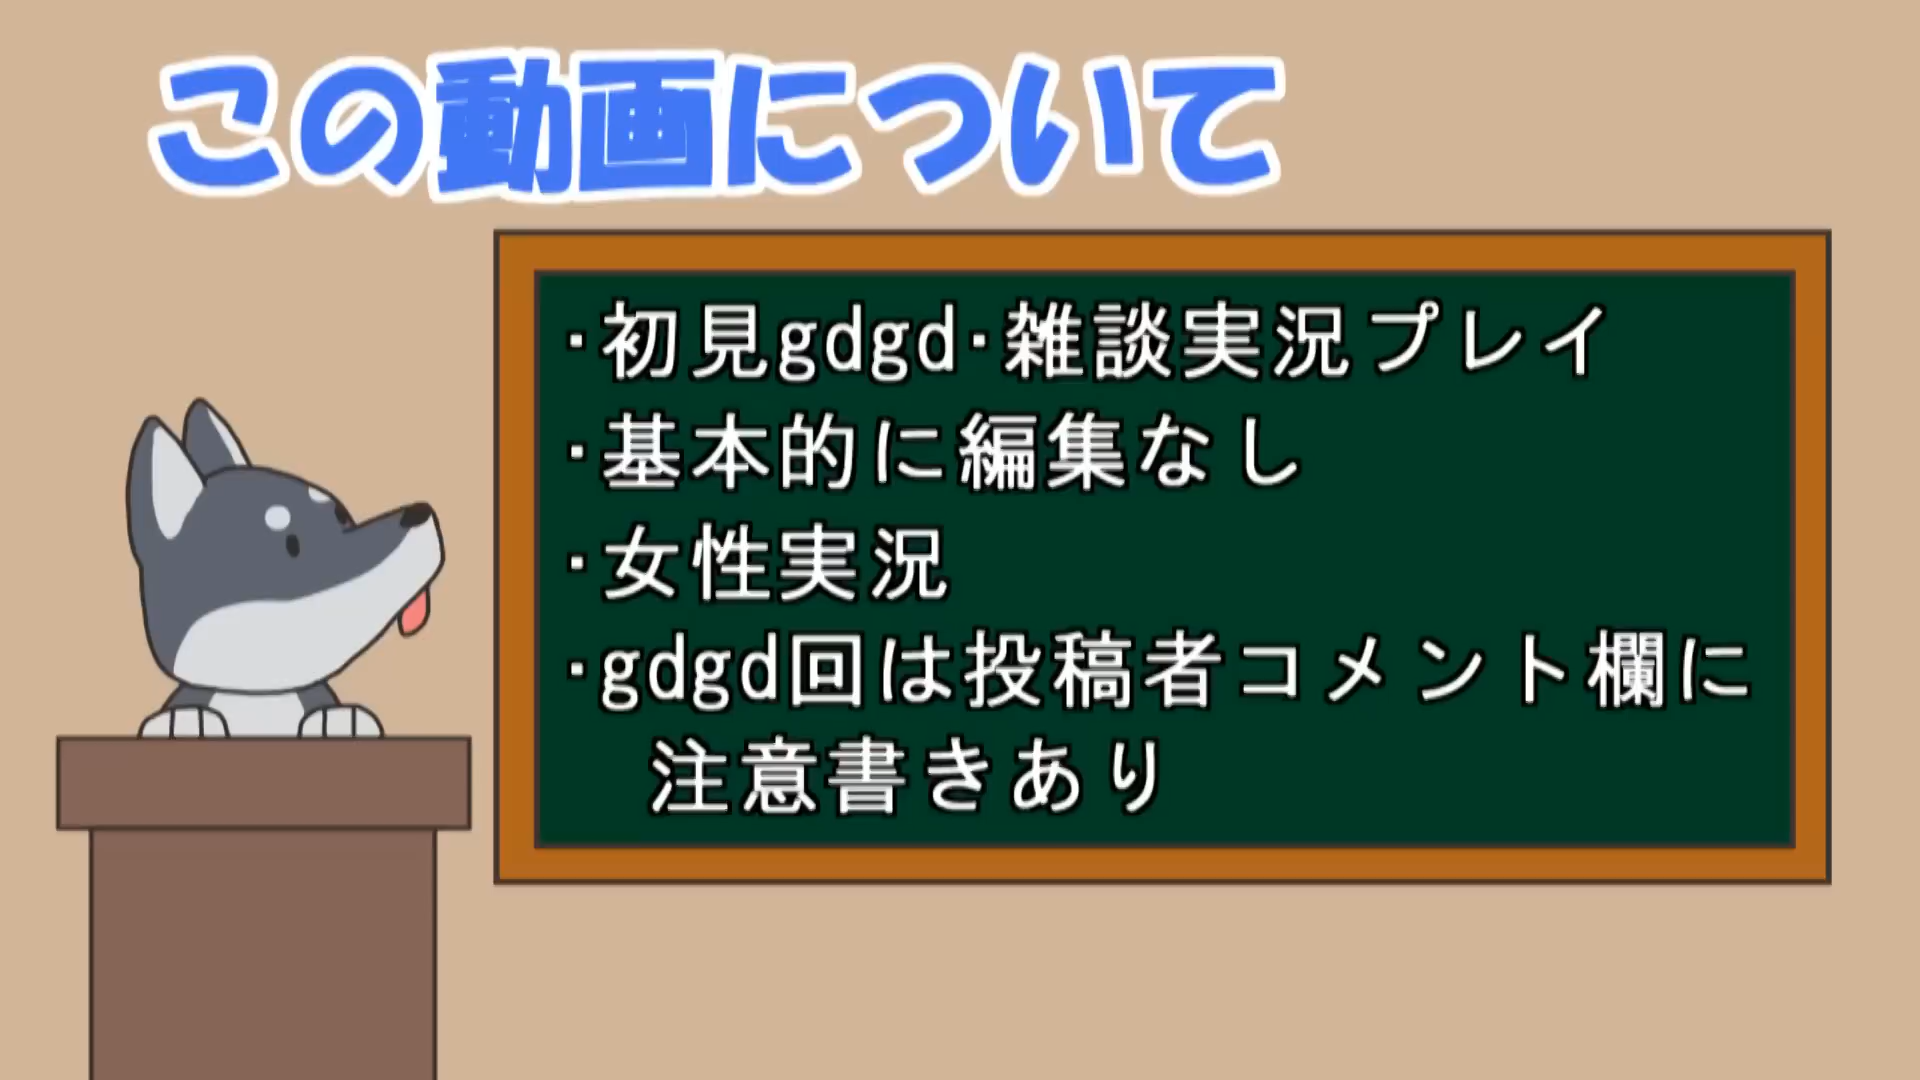 この動画について
・初見gdgd・雑談実況プレイ
・基本的に編集なし
・女性実況
・gdgd回は投稿者コメント欄に
注意書きあり